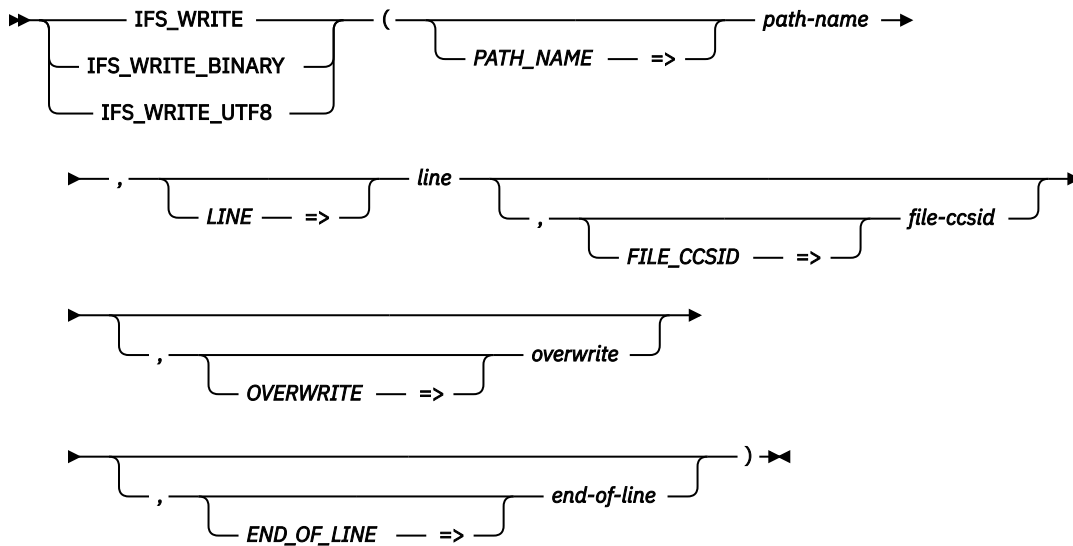 IFS_WRITE ( path-name
PATH_NAME =>
IFS_WRITE_BINARY
IFS_WRITE_UTF8
, line
LINE => , file-ccsid
FILE_CCSID =>
, overwrite
OVERWRITE =>
)
, end-of-line
END_OF_LINE =>